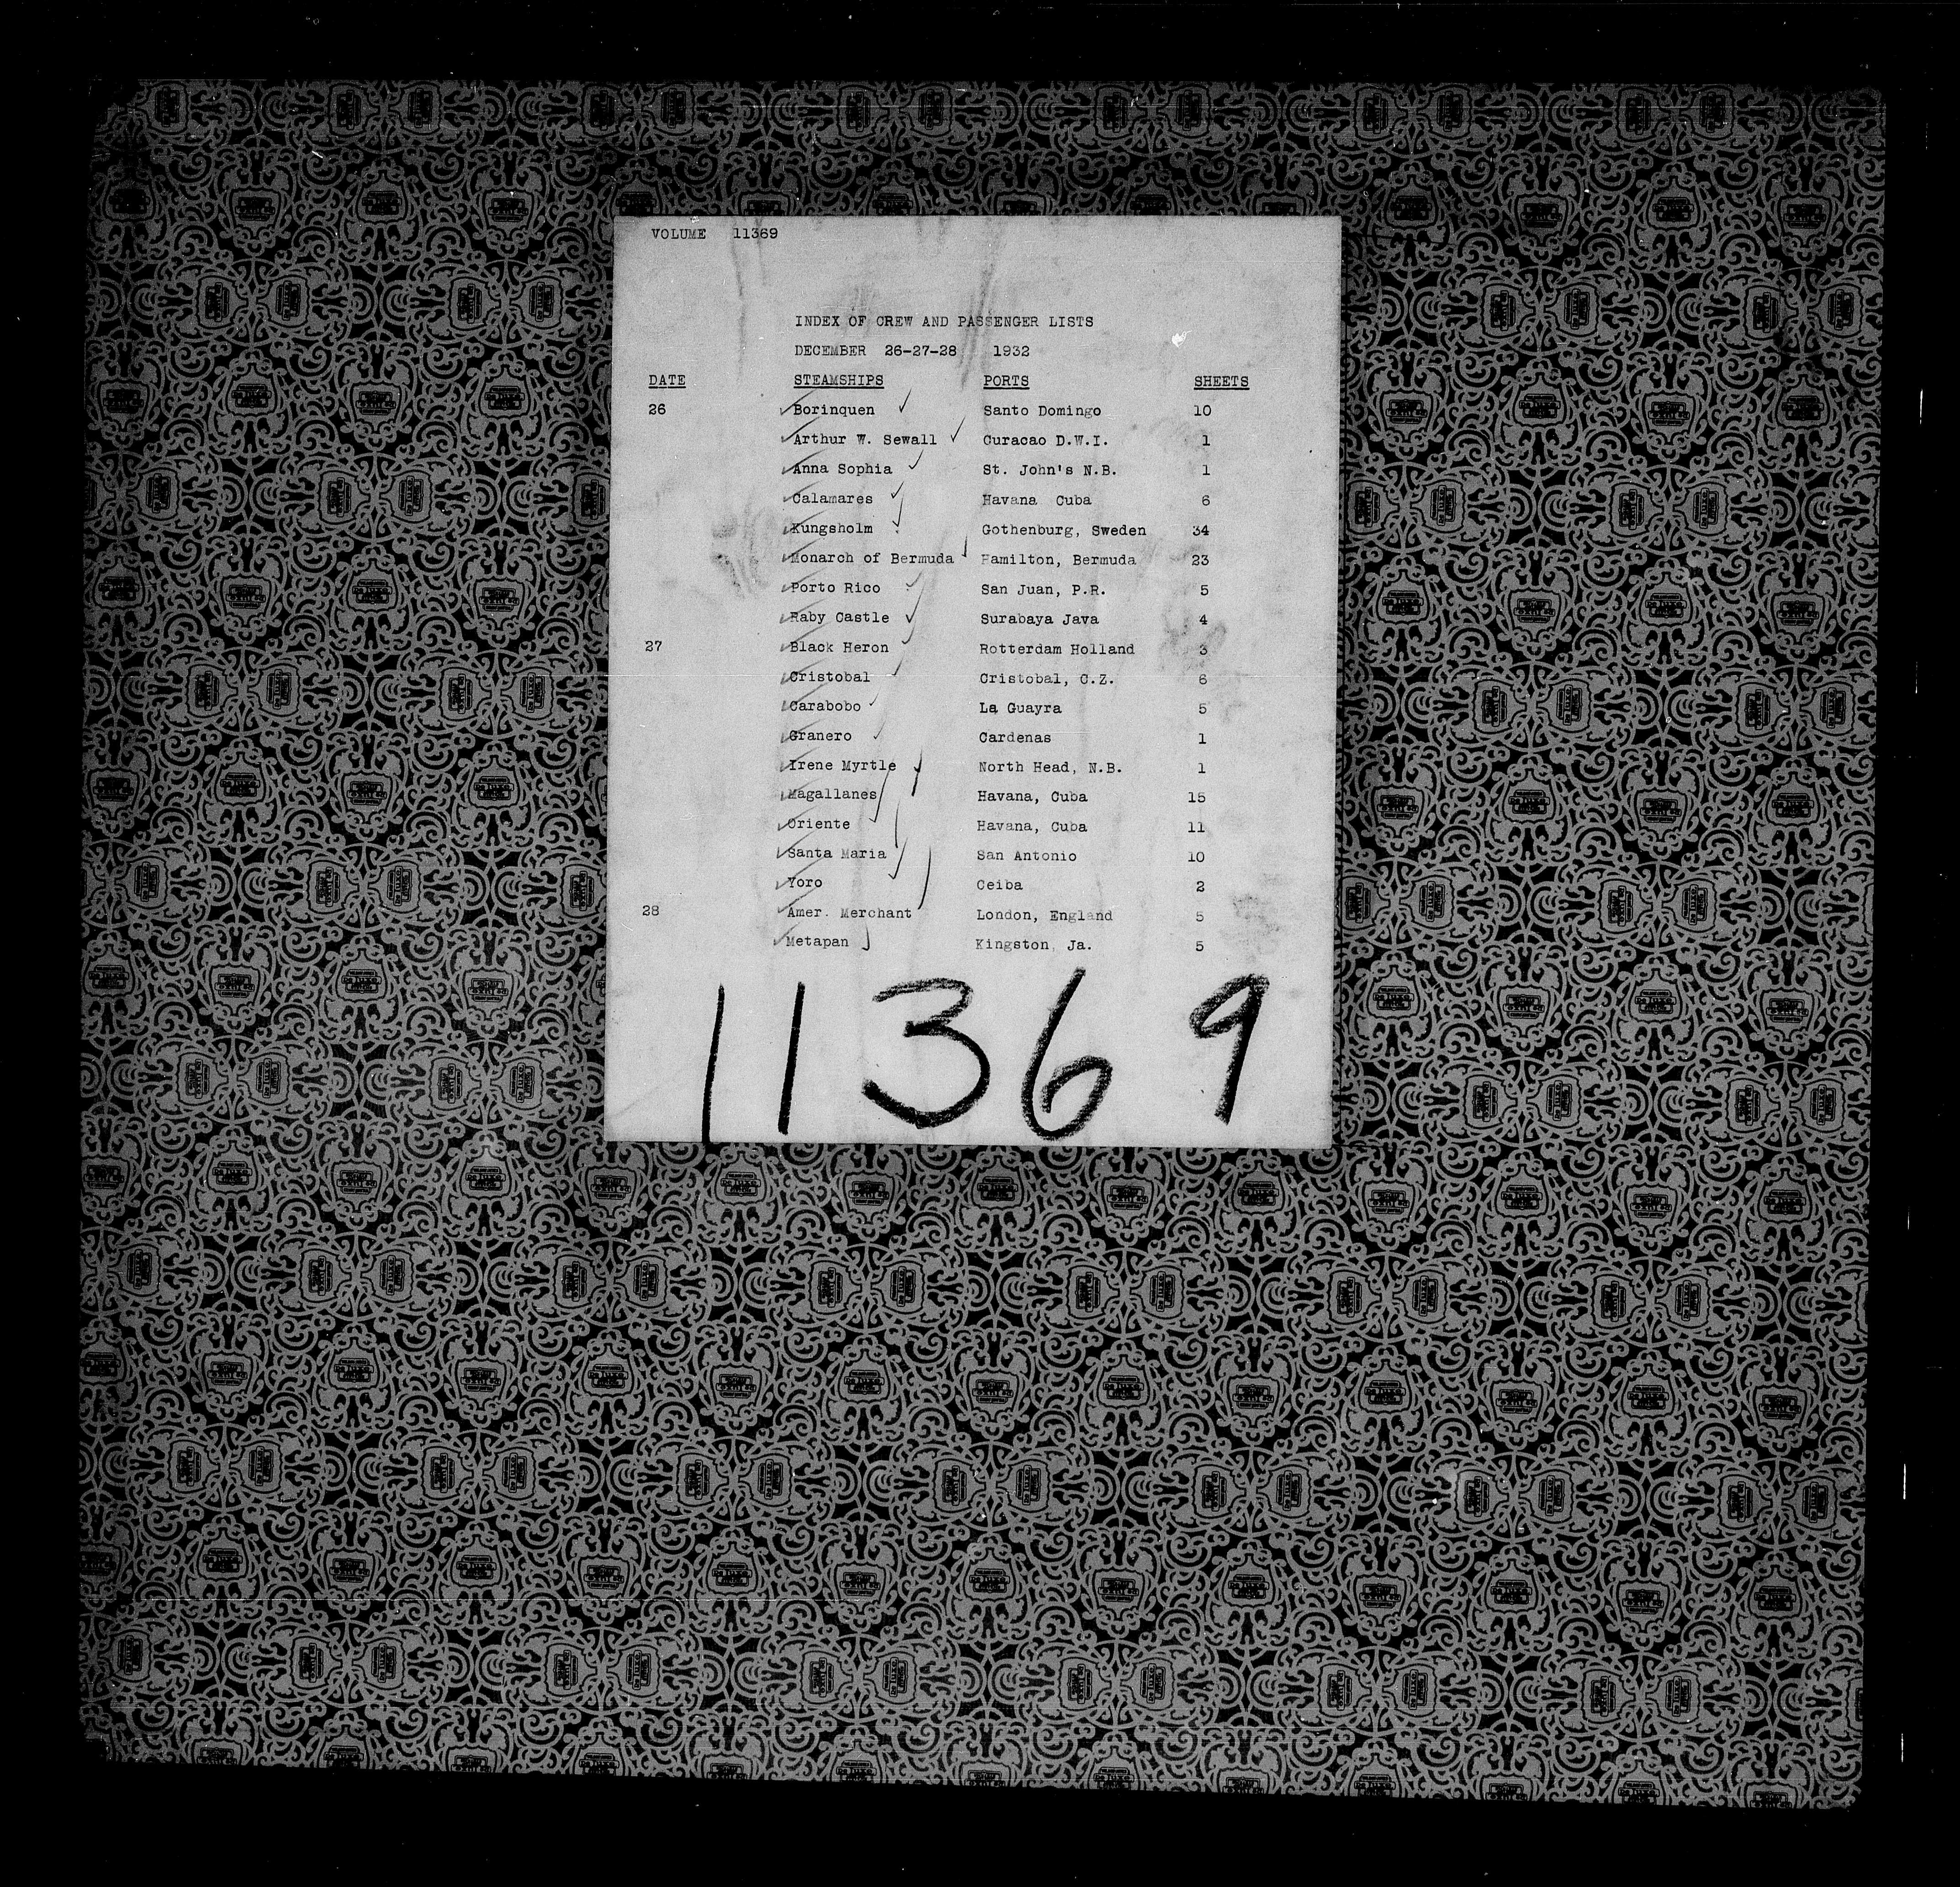 VOLUME 11369
INDEX OF CREW AND PASSENGER LISTS
DECEMBER 26-27-28 1932
DATE STEAMSHIPS PORTS SHEETS
26 Borinquen Santo Domingo 10
Arthur W. Sewall Curacao D.W.I. 1
Anna Sophia St. John's N.B. 1
Calamares Havana Cuba 6
Kungsholm Gothenburg, Sweden 34
Monarch of Bermuda Hamilton, Bermuda 23
Porto Rico San Juan, P.R. 5
Raby Castle Surabaya Java 4
27 Black Heron Rotterdam Holland 3
Cristobal Cristobal, C.Z. 6
Carabobo La Guayra 5
Granero Cardenas 1
Irene Myrtle North Head, N.B. 1
Magallanes Havana, Cuba 15
Oriente Havana, Cuba 11
Santa Maria San Antonio 10
Yoro Ceiba 2
28 Amer. Merchant London, England 5
Metapan Kingston Ja. 5
11369